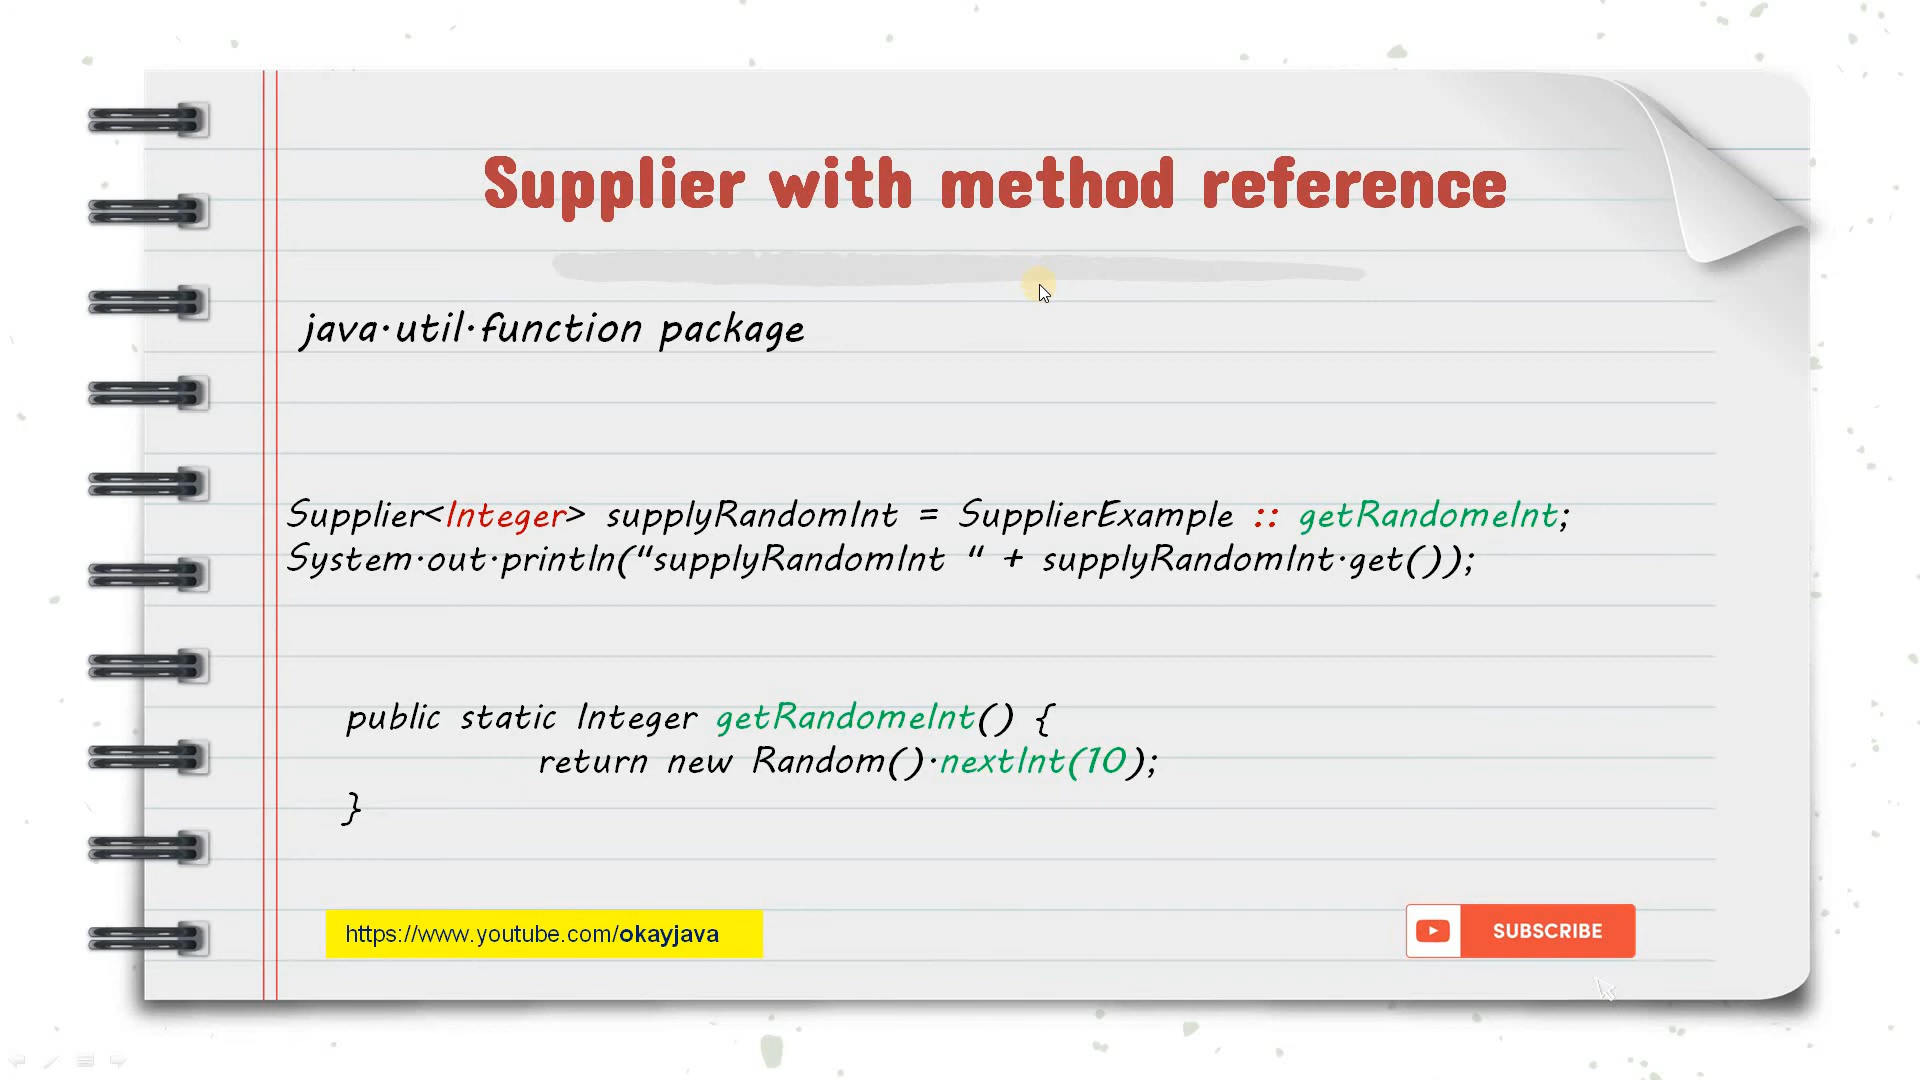 Supplier with method reference
java.util.function package
Supplier<Integer> supplyRandomInt = SupplierExample :: getRandomeInt;
System.out.println("supplyRandomInt " + supplyRandomInt.get());
public static Integer getRandomeInt() {
return new Random().nextInt(10);
}
https://www.youtube.com/okayjava
SUBSCRIBE